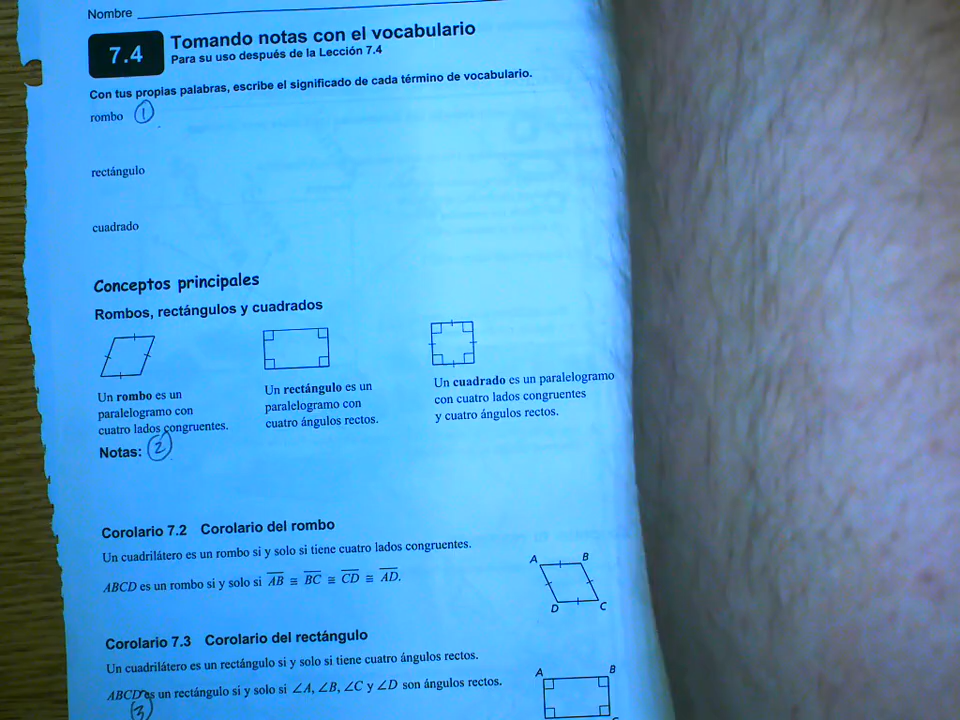 Nombre
7.4 Tomando notas con el vocabulario
Para su uso después de la Lección 7.4
Con tus propias palabras, escribe el significado de cada término de vocabulario.
rombo 1
rectángulo
cuadrado
Conceptos principales
Rombos, rectángulos y cuadrados
Un rombo es un
paralelogramo con
cuatro lados congruentes.
Un rectángulo es un
paralelogramo con
cuatro ángulos rectos.
Un cuadrado es un paralelogramo
con cuatro lados congruentes
y cuatro ángulos rectos.
Notas: 2
Corolario 7.2 Corolario del rombo
Un cuadrilátero es un rombo si y solo si tiene cuatro lados congruentes.
ABCD es un rombo si y solo si A̅B̅ ≅ B̅C̅ ≅ C̅D̅ ≅ A̅D̅.
A B
D C
Corolario 7.3 Corolario del rectángulo
Un cuadrilátero es un rectángulo si y solo si tiene cuatro ángulos rectos.
ABCD es un rectángulo si y solo si ∠A, ∠B, ∠C y ∠D son ángulos rectos.
3
A B